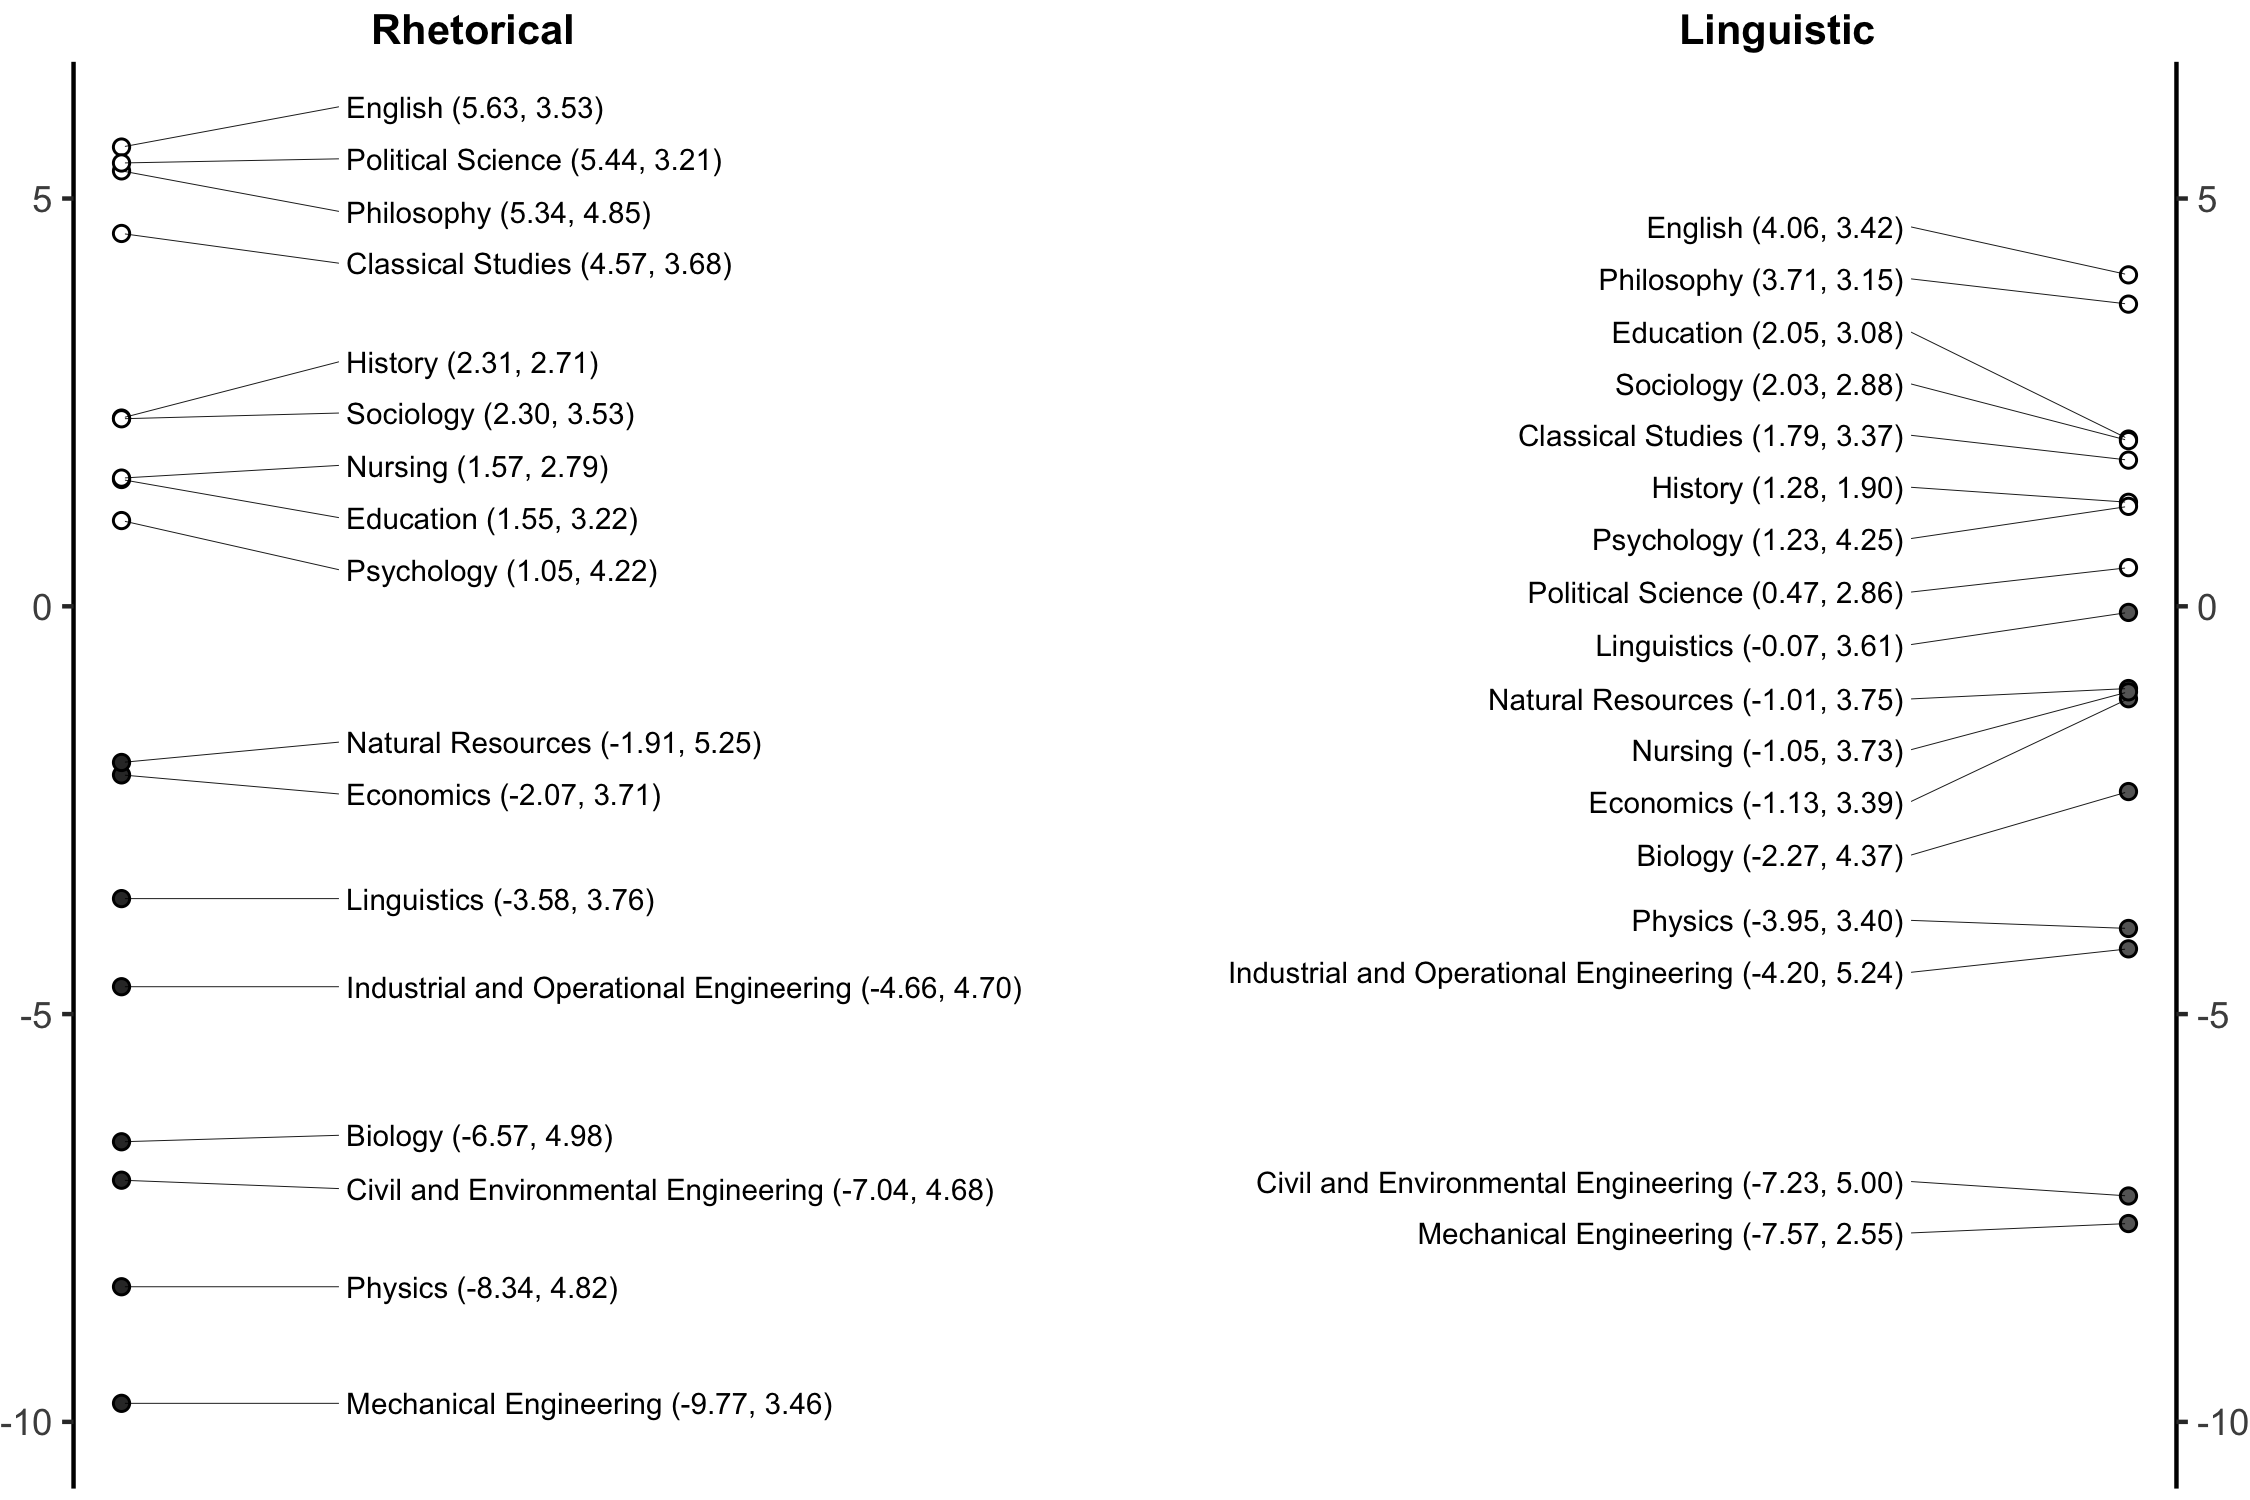 Rhetorical
English (5.63, 3.53)
Political Science (5.44, 3.21)
5
Philosophy (5.34, 4.85)
Classical Studies (4.57, 3.68)
History (2.31, 2.71)
Sociology (2.30, 3.53)
Nursing (1.57, 2.79)
Education (1.55, 3.22)
Psychology (1.05, 4.22)
0
Natural Resources (-1.91, 5.25)
Economics (-2.07, 3.71)
Linguistics (-3.58, 3.76)
Industrial and Operational Engineering (-4.66, 4.70)
-5
Biology (-6.57, 4.98)
Civil and Environmental Engineering (-7.04, 4.68)
Physics (-8.34, 4.82)
Mechanical Engineering (-9.77, 3.46)
-10
Linguistic
5
English (4.06, 3.42)
Philosophy (3.71, 3.15)
Education (2.05, 3.08)
Sociology (2.03, 2.88)
Classical Studies (1.79, 3.37)
History (1.28, 1.90)
Psychology (1.23, 4.25)
Political Science (0.47, 2.86)
0
Linguistics (-0.07, 3.61)
Natural Resources (-1.01, 3.75)
Nursing (-1.05, 3.73)
Economics (-1.13, 3.39)
Biology (-2.27, 4.37)
Physics (-3.95, 3.40)
Industrial and Operational Engineering (-4.20, 5.24)
-5
Civil and Environmental Engineering (-7.23, 5.00)
Mechanical Engineering (-7.57, 2.55)
-10